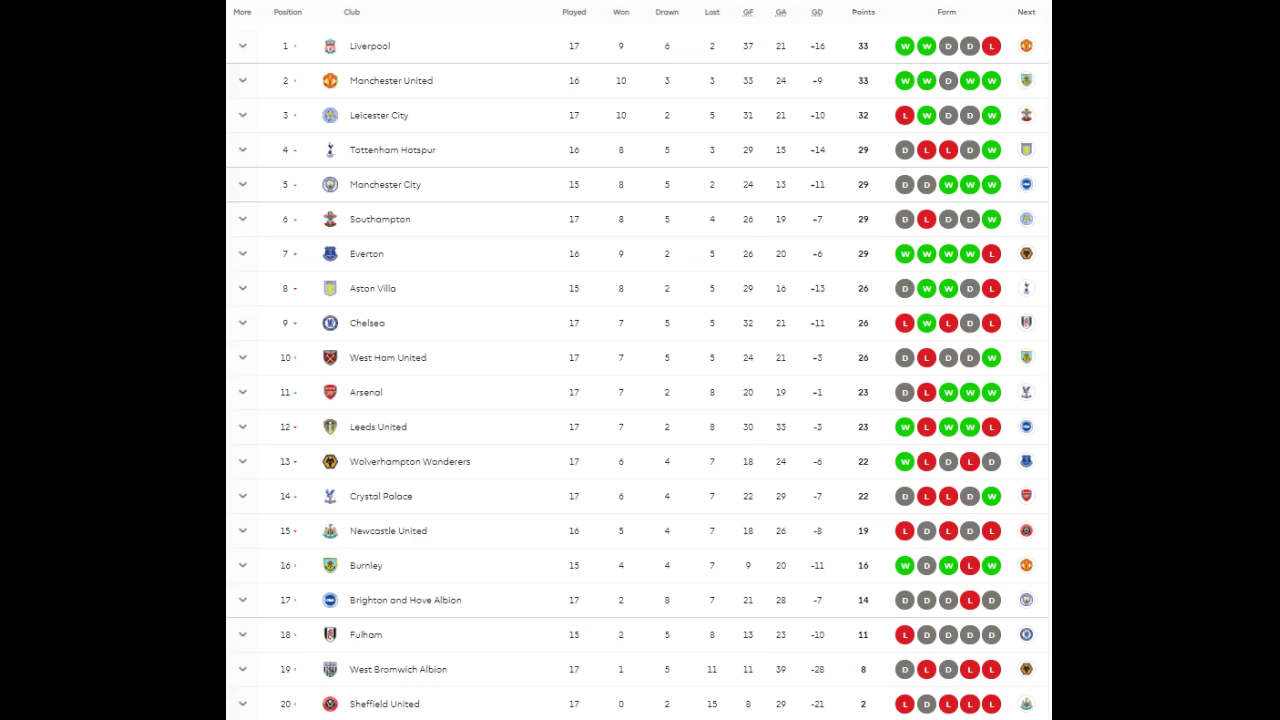 More Position Club Played Won Drawn Lost GF GA GD Points Form Next
1 Liverpool 17 9 6 2 37 21 +16 33 W W D D L
2 Manchester United 16 10 3 3 33 24 +9 33 W W D W W
3 Leicester City 17 10 2 5 31 21 +10 32 L W D D W
4 Tottenham Hotspur 16 8 5 3 29 15 +14 29 D L L D W
5 Manchester City 15 8 5 2 24 13 +11 29 D D W W W
6 Southampton 17 8 5 4 26 19 +7 29 D L D D W
7 Everton 16 9 2 5 26 20 +6 29 W W W W L
8 Aston Villa 15 8 2 5 29 16 +13 26 D W W D L
9 Chelsea 17 7 5 5 32 21 +11 26 L W L D L
10 West Ham United 17 7 5 5 24 21 +3 26 D L D D W
11 Arsenal 17 7 2 8 20 19 +1 23 D L W W W
12 Leeds United 17 7 2 8 30 33 -3 23 W L W W L
13 Wolverhampton Wanderers 17 6 4 7 18 24 -6 22 W L D L D
14 Crystal Palace 17 6 4 7 22 29 -7 22 D L L D W
15 Newcastle United 16 5 4 7 18 26 -8 19 L D L D L
16 Burnley 15 4 4 7 9 20 -11 16 W D W L W
17 Brighton and Hove Albion 17 2 8 7 21 28 -7 14 D D D L D
18 Fulham 15 2 5 8 13 23 -10 11 L D D D D
19 West Bromwich Albion 17 1 5 11 11 39 -28 8 D L D L L
20 Sheffield United 17 0 2 15 8 29 -21 2 L D L L L